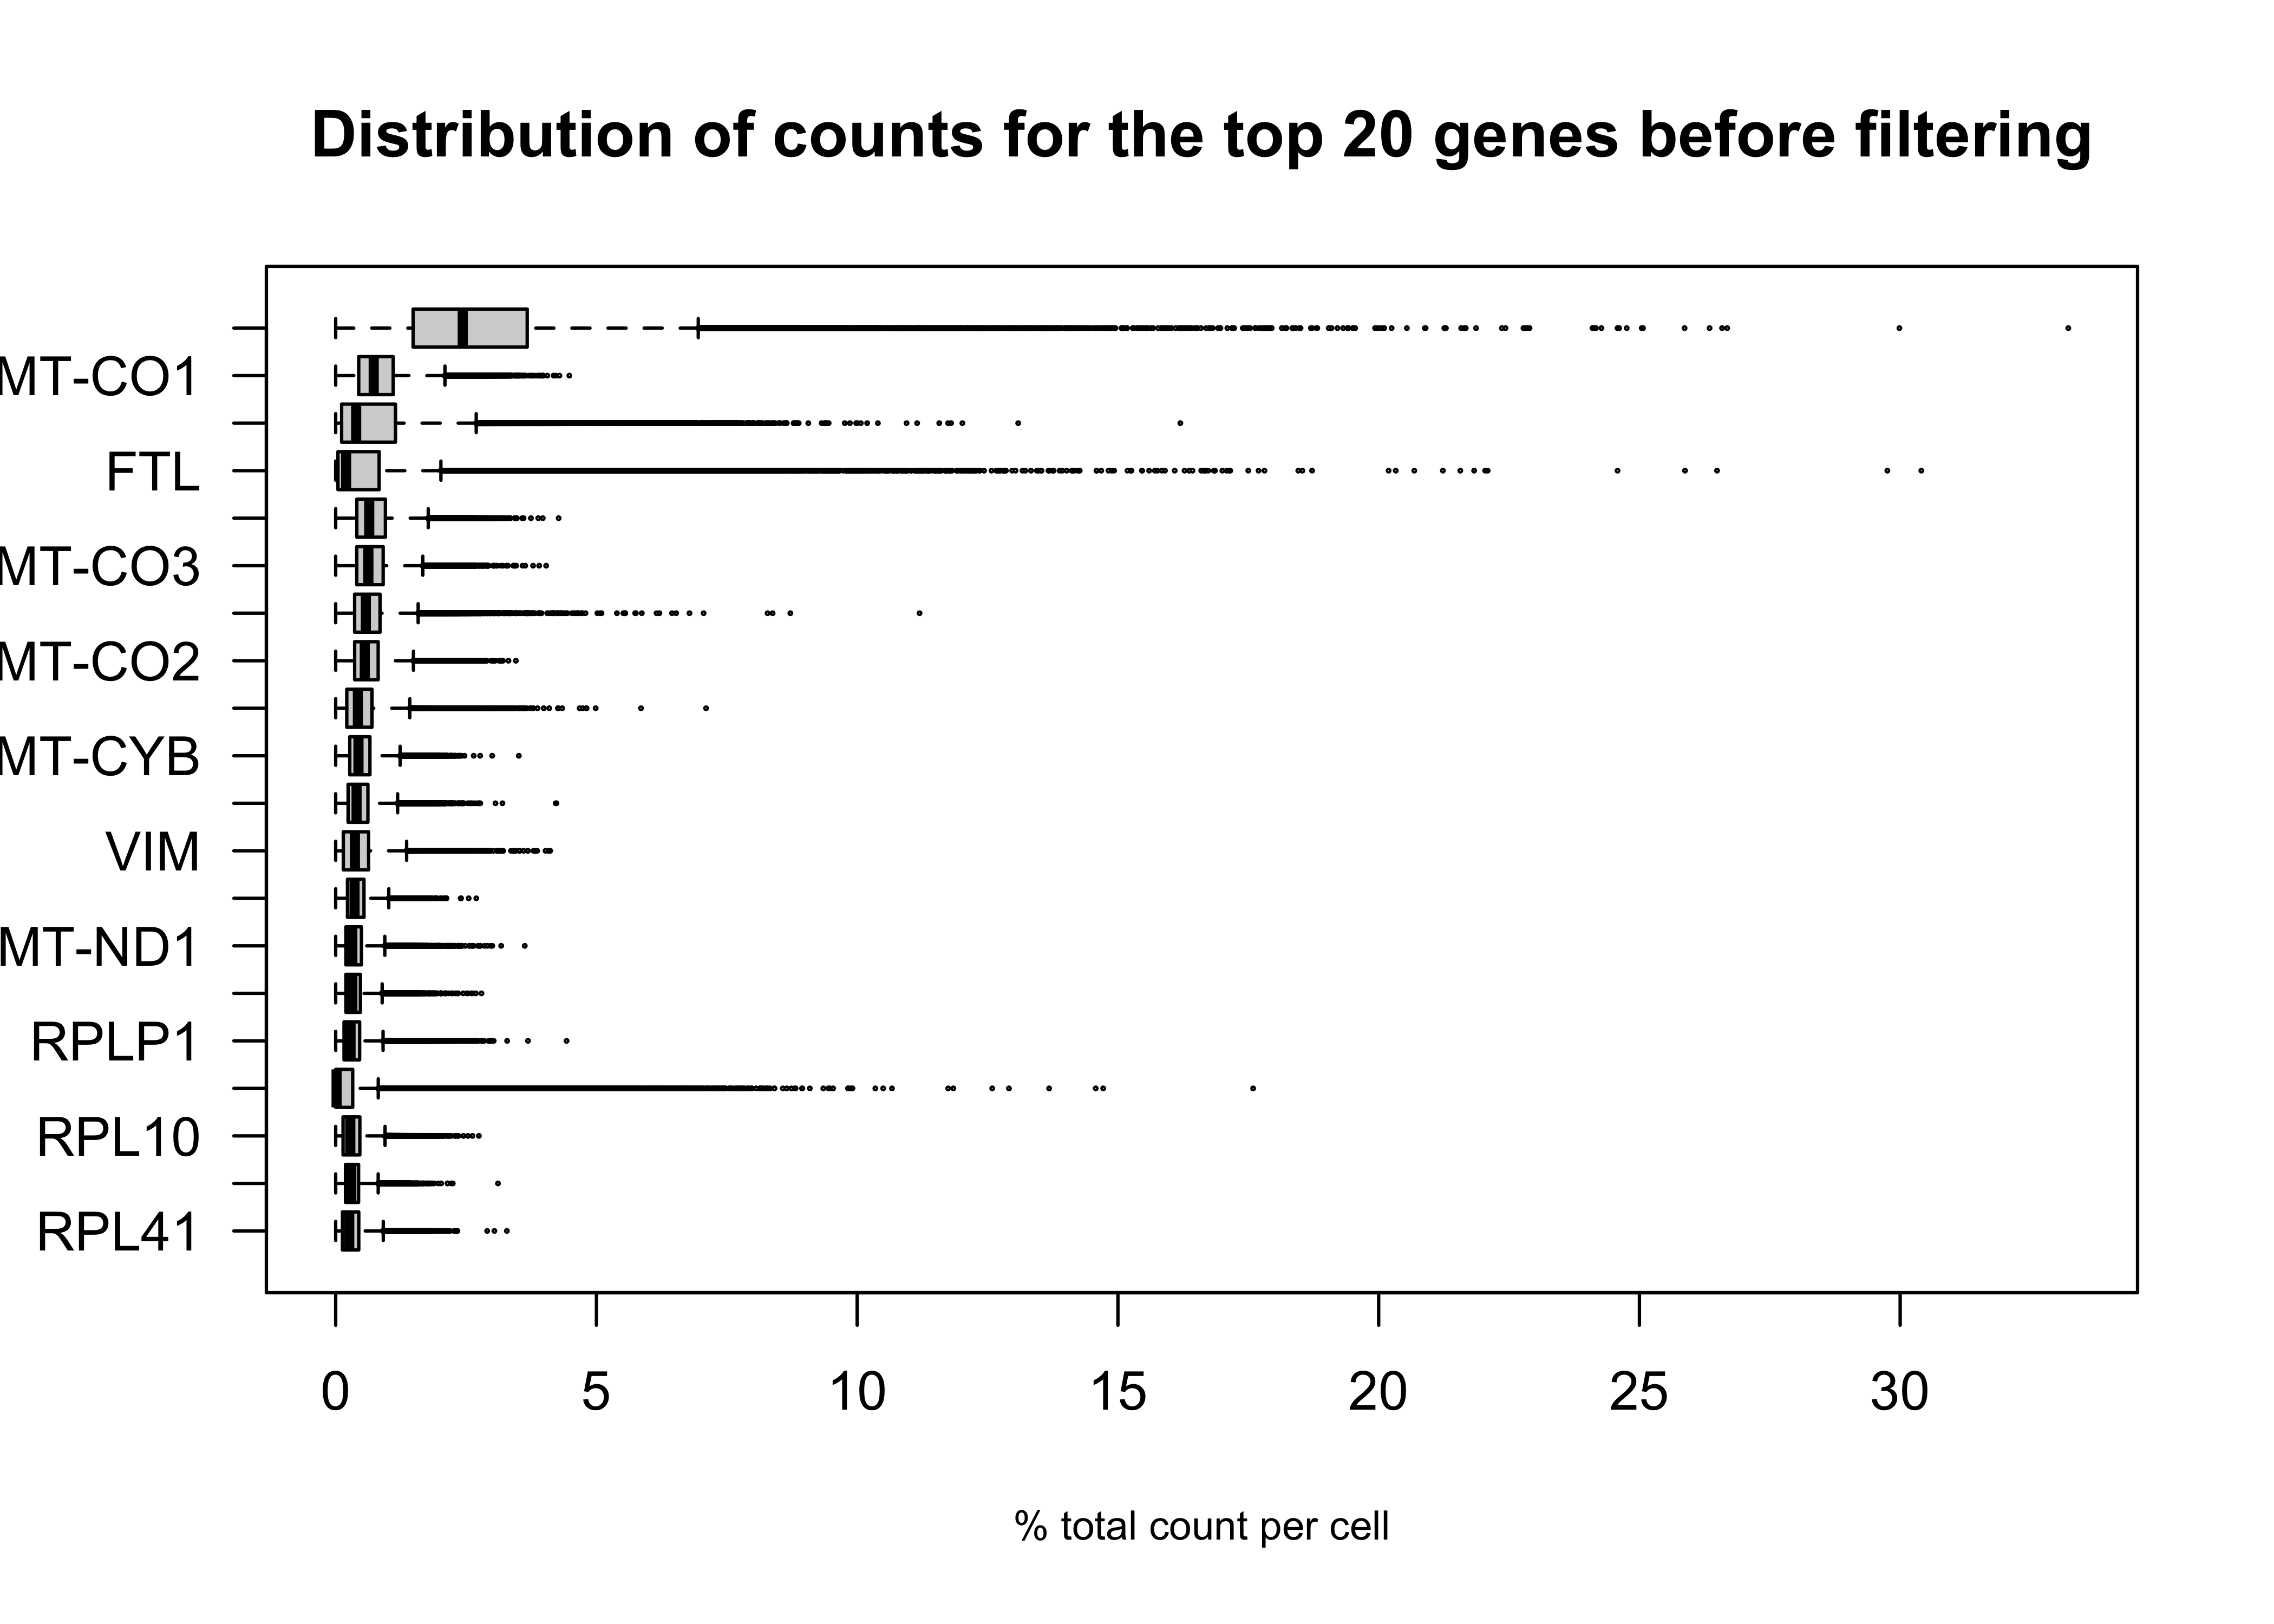 Distribution of counts for the top 20 genes before filtering
MT-CO1
FTL
MT-CO3
MT-CO2
MT-CYB
VIM
MT-ND1
RPLP1
RPL10
RPL41
0 5 10 15 20 25 30
% total count per cell